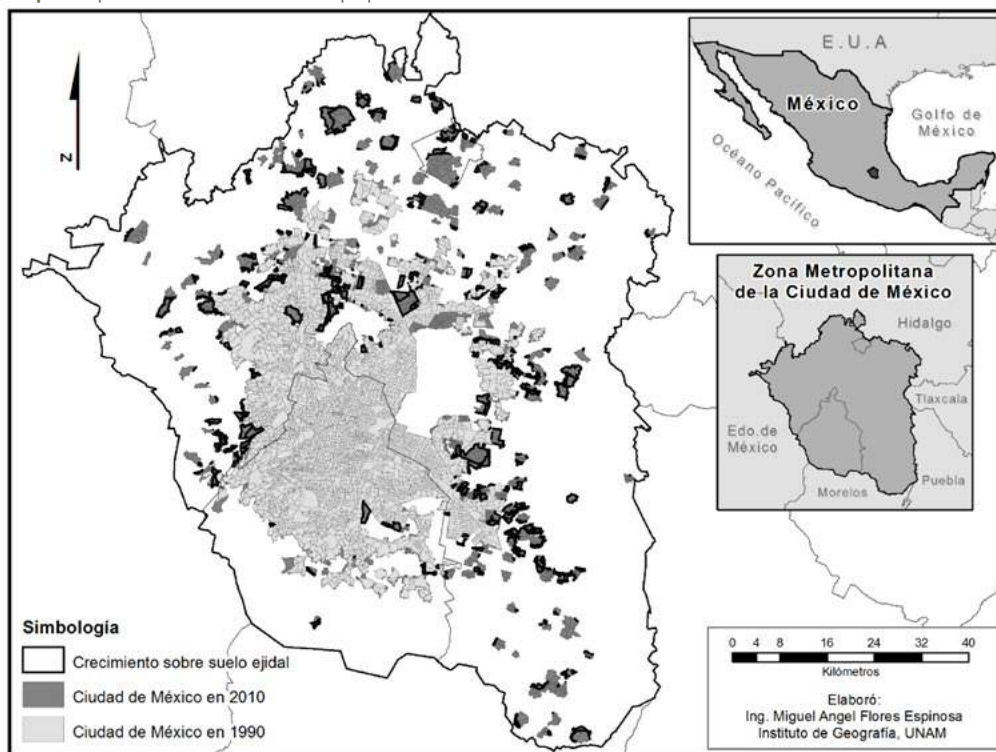 N
E.U.A
México
Golfo de
México
Océano Pacífico
Zona Metropolitana
de la Ciudad de México
Hidalgo
Tlaxcala
Edo. de
México
Puebla
Morelos
Simbología
Crecimiento sobre suelo ejidal
Ciudad de México en 2010
Ciudad de México en 1990
0 4 8 16 24 32 40
Kilómetros
Elaboró:
Ing. Miguel Angel Flores Espinosa
Instituto de Geografía, UNAM